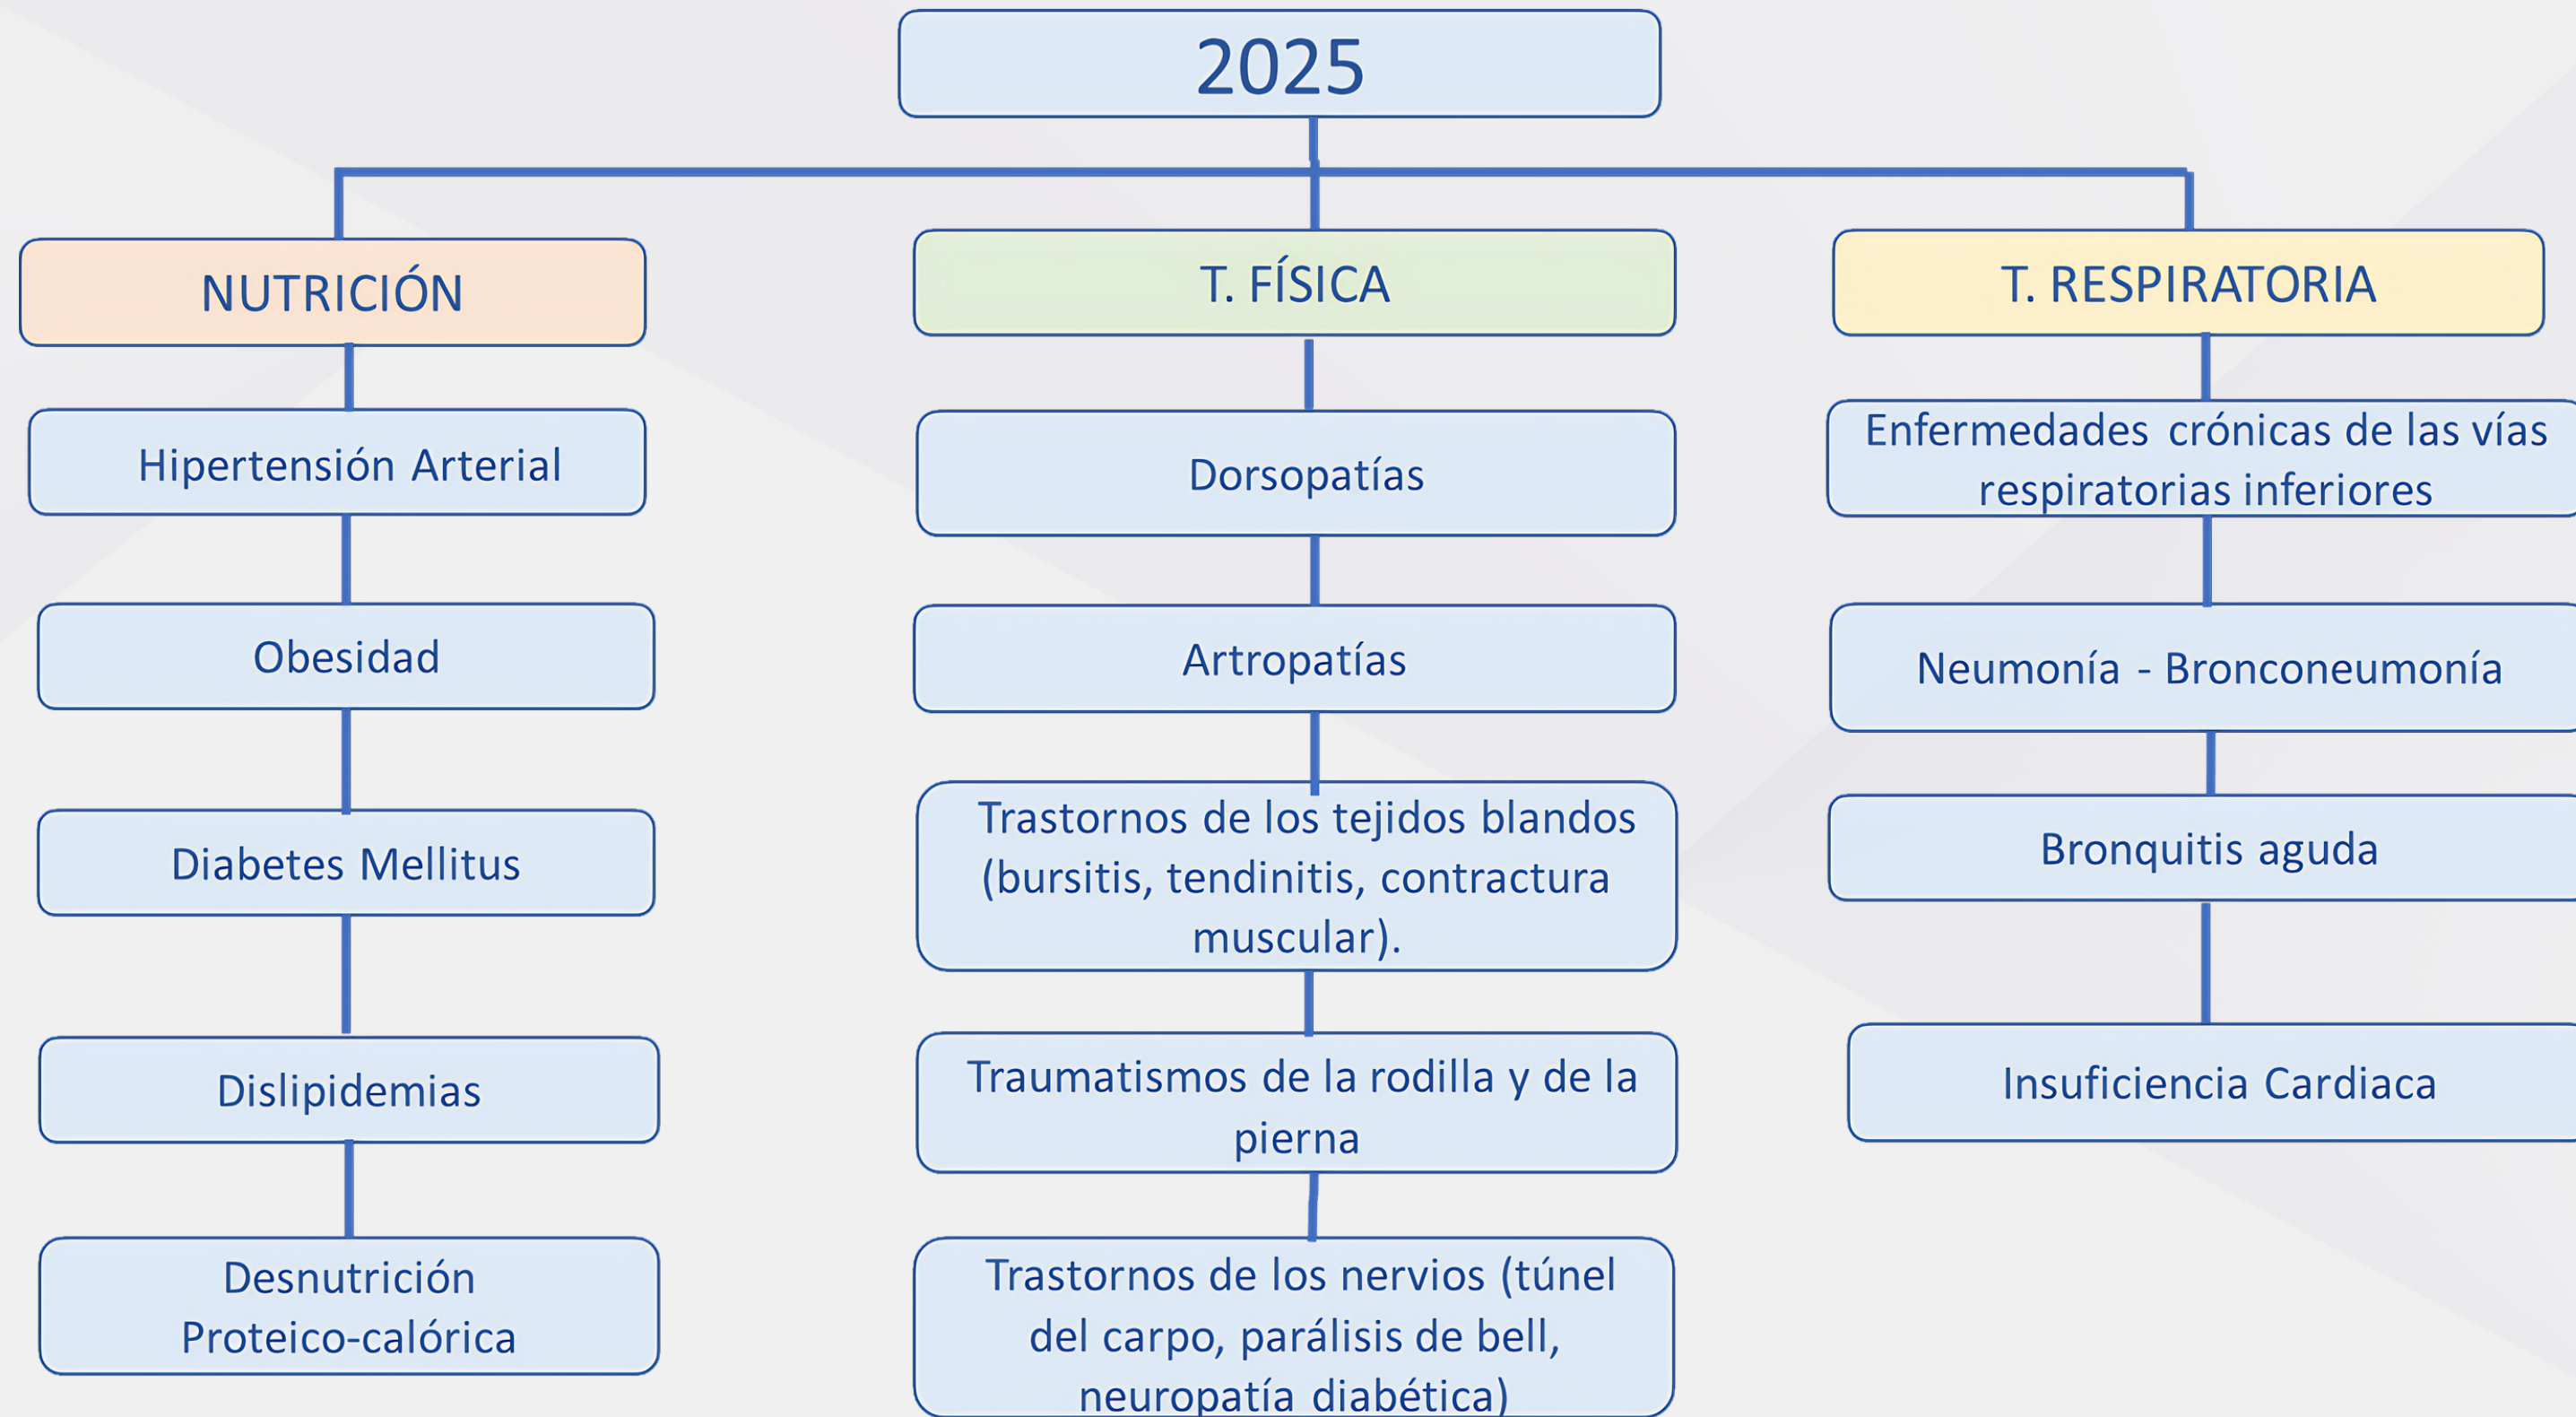 2025
NUTRICIÓN
Hipertensión Arterial
Obesidad
Diabetes Mellitus
Dislipidemias
Desnutrición
Proteico-calórica
T. FÍSICA
Dorsopatías
Artropatías
Trastornos de los tejidos blandos
(bursitis, tendinitis, contractura
muscular).
Traumatismos de la rodilla y de la
pierna
Trastornos de los nervios (túnel
del carpo, parálisis de bell,
neuropatía diabética)
T. RESPIRATORIA
Enfermedades crónicas de las vías
respiratorias inferiores
Neumonía - Bronconeumonía
Bronquitis aguda
Insuficiencia Cardiaca